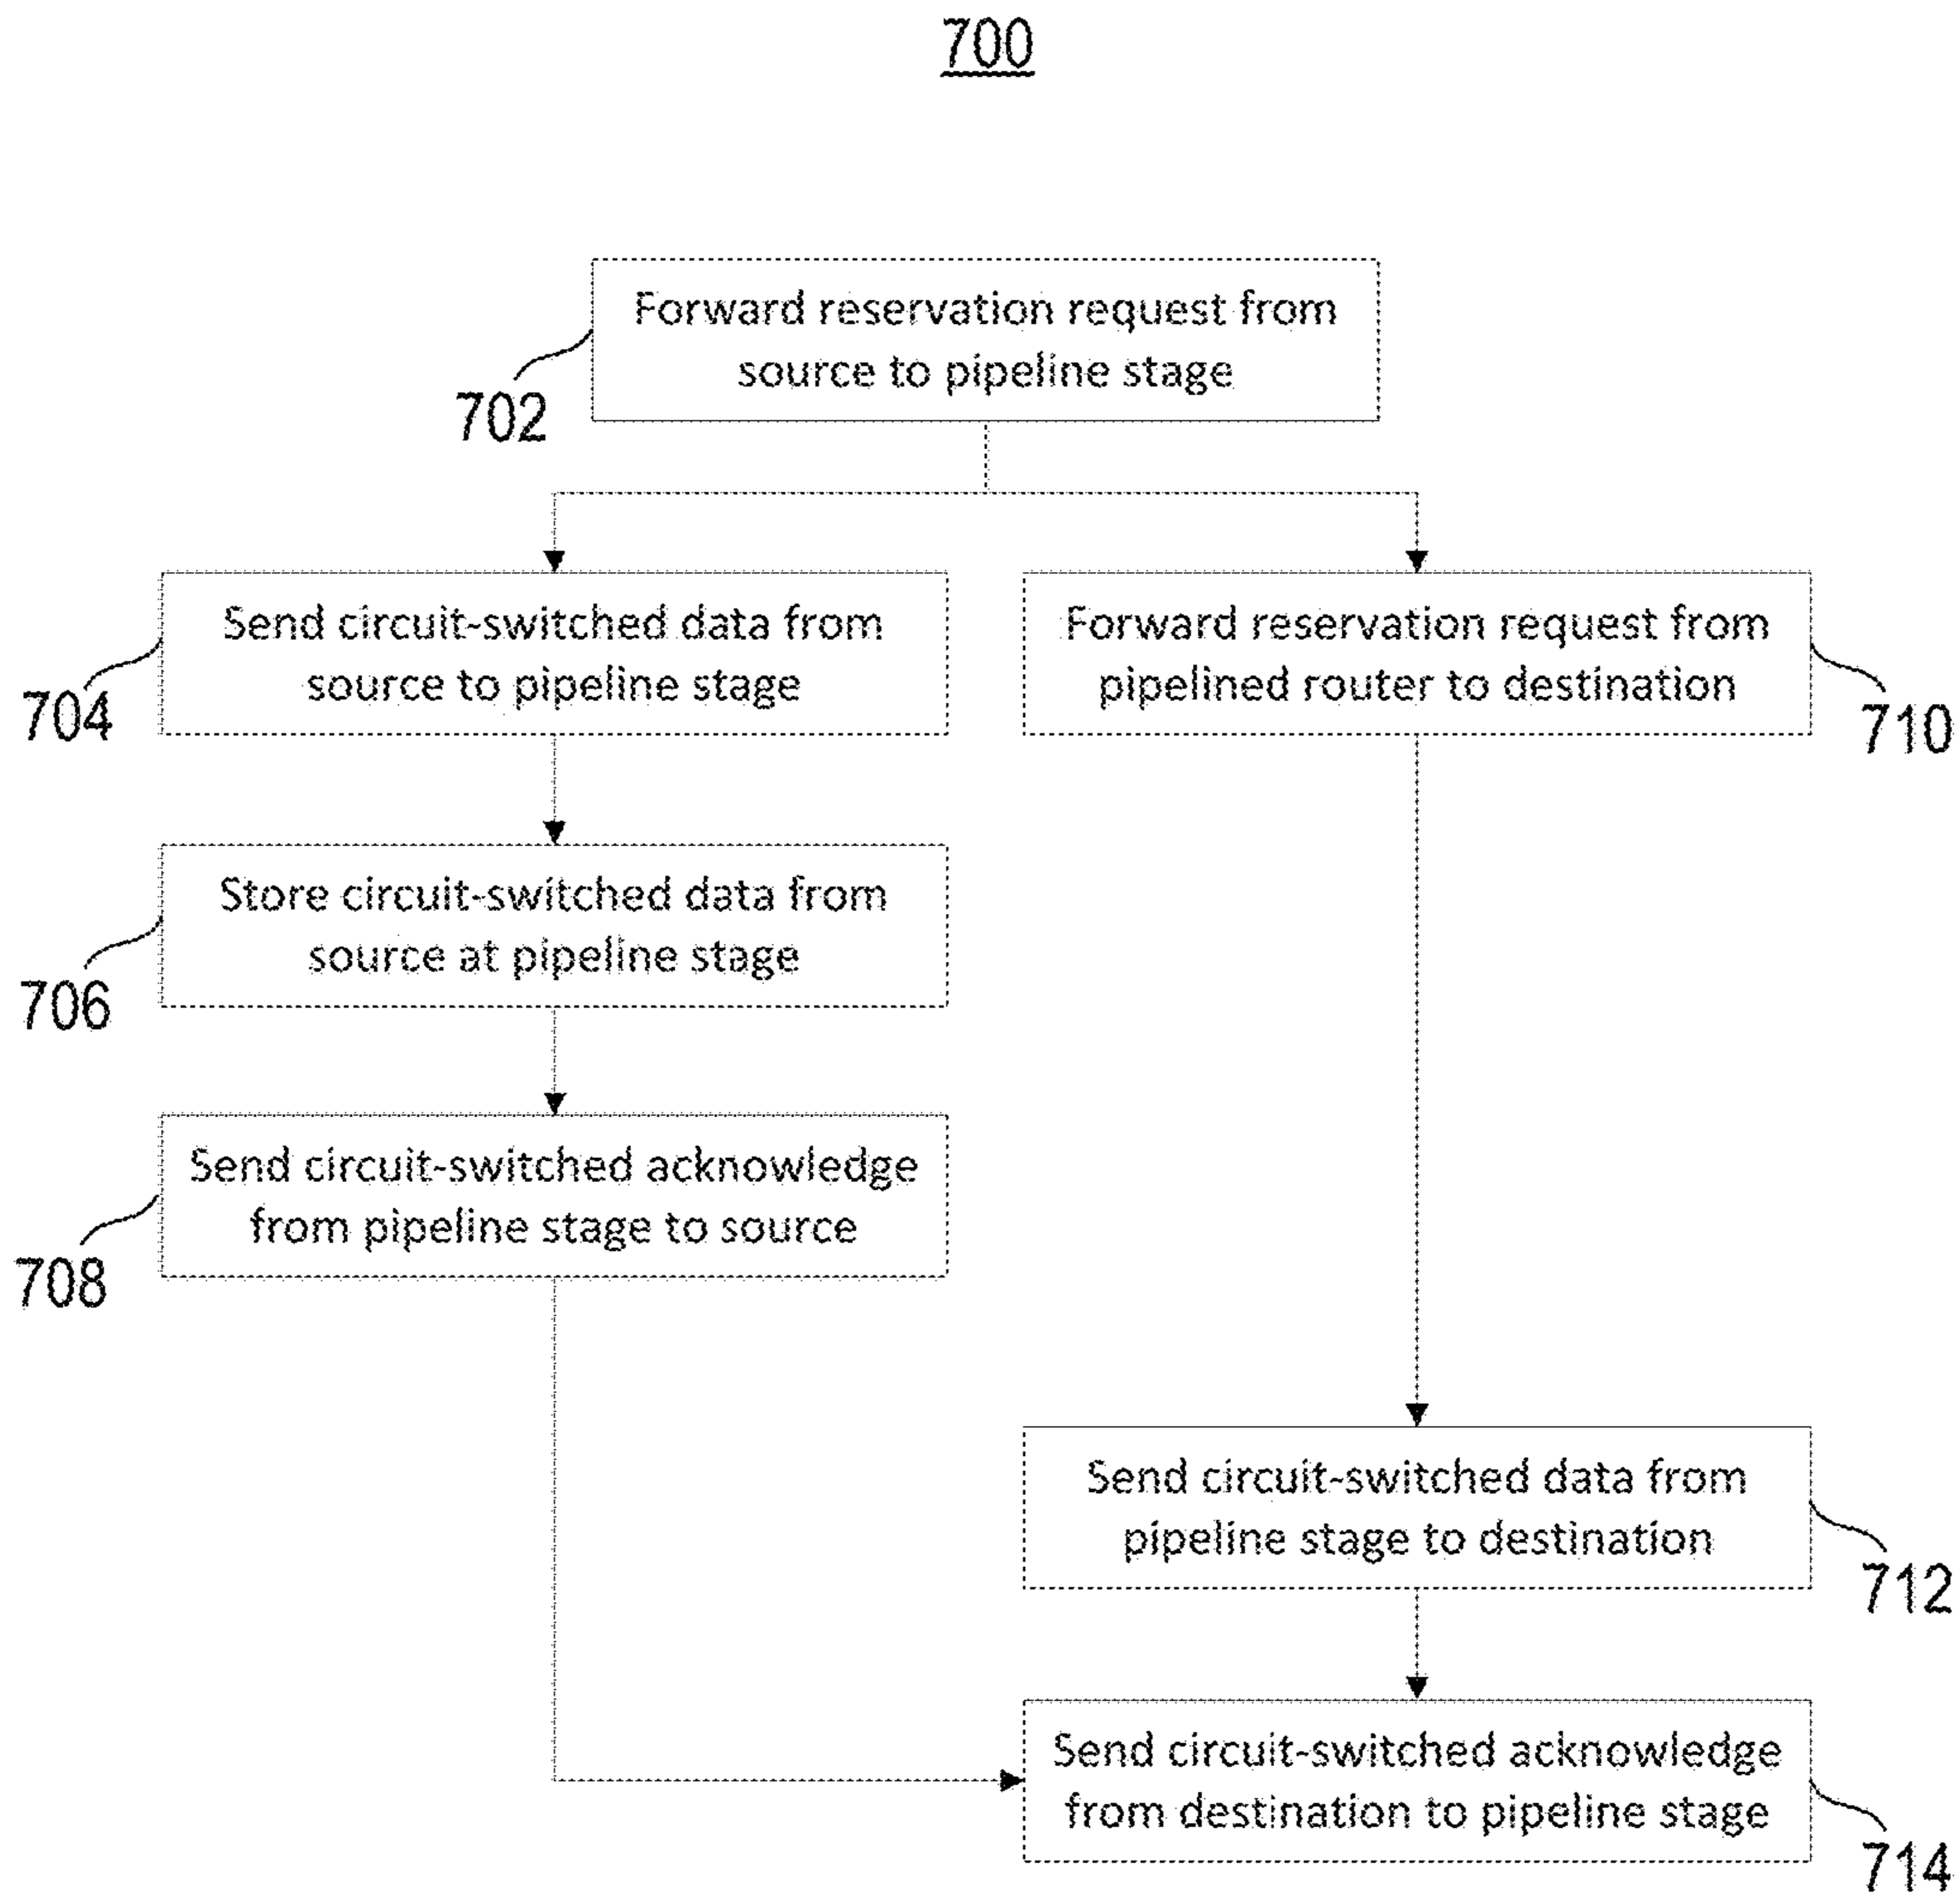 700
Forward reservation request from
source to pipeline stage
702
Send circuit-switched data from
source to pipeline stage
704
Forward reservation request from
pipelined router to destination
710
Store circuit-switched data from
source at pipeline stage
706
Send circuit-switched acknowledge
from pipeline stage to source
708
Send circuit-switched data from
pipeline stage to destination
712
Send circuit-switched acknowledge
from destination to pipeline stage
714